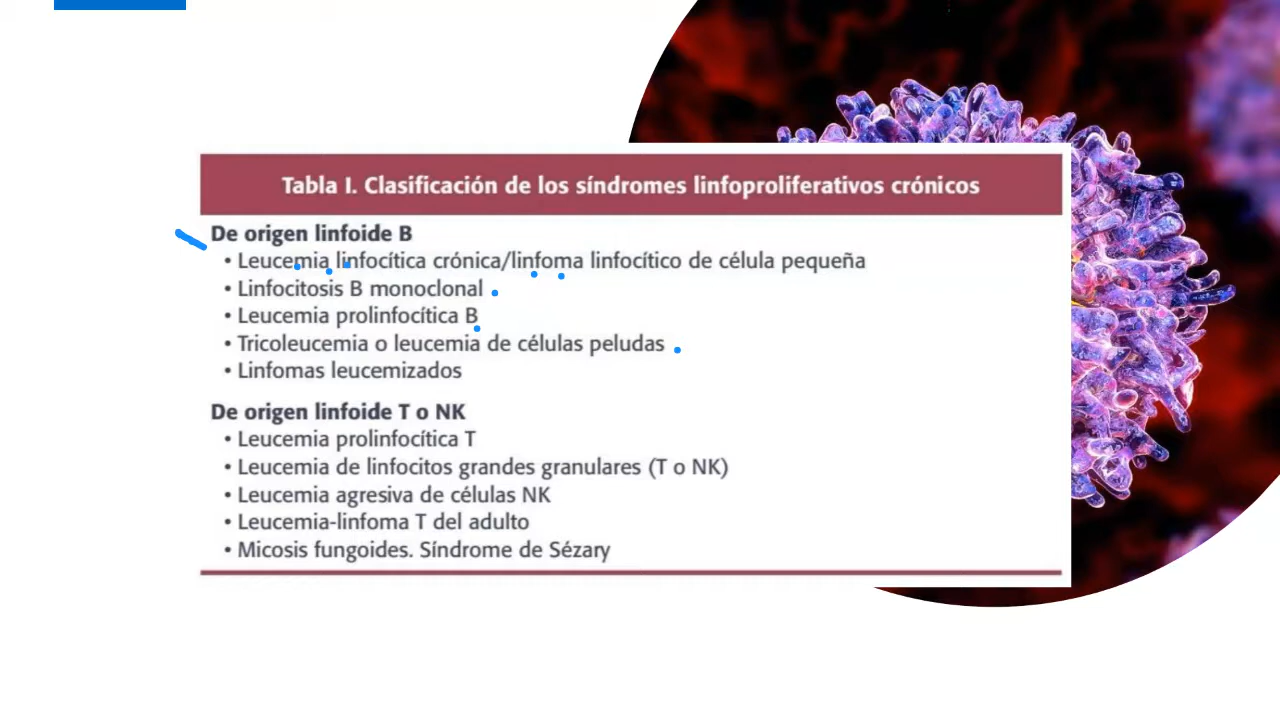 Tabla I. Clasificación de los síndromes linfoproliferativos crónicos
De origen linfoide B
• Leucemia linfocítica crónica/linfoma linfocítico de célula pequeña
• Linfocitosis B monoclonal
• Leucemia prolinfocítica B
• Tricoleucemia o leucemia de células peludas
• Linfomas leucemizados
De origen linfoide T o NK
• Leucemia prolinfocítica T
• Leucemia de linfocitos grandes granulares (T o NK)
• Leucemia agresiva de células NK
• Leucemia-linfoma T del adulto
• Micosis fungoides. Síndrome de Sézary